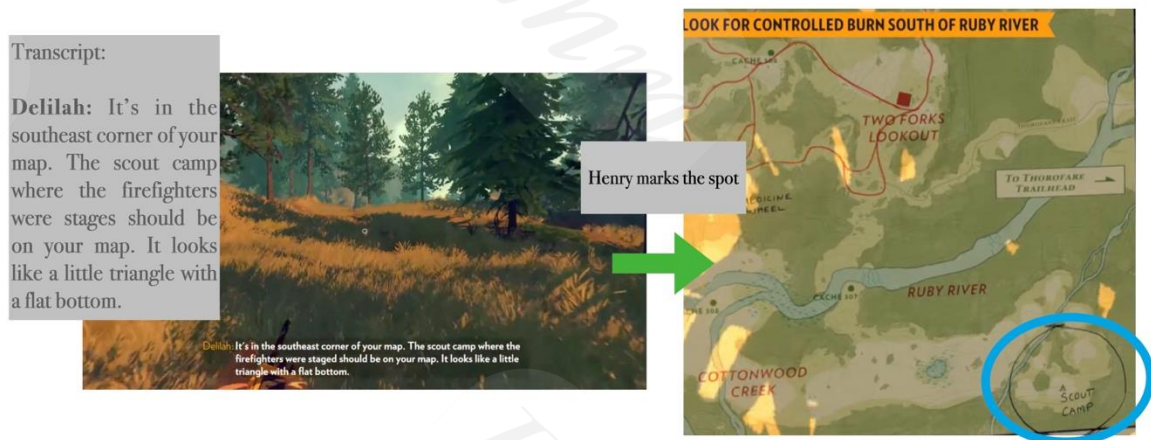 Transcript:
Delilah: It's in the
southeast corner of your
map. The scout camp
where the firefighters
were stages should be
on your map. It looks
like a little triangle with
a flat bottom.
Delilah: It's in the southeast corner of your map. The scout camp where the
firefighters were staged should be on your map. It looks like a little
triangle with a flat bottom.
Henry marks the spot
LOOK FOR CONTROLLED BURN SOUTH OF RUBY RIVER
TWO FORKS
LOOKOUT
TO THOROFARE
TRAILHEAD
WHEEL
CACHE 307
RUBY RIVER
COTTONWOOD
CREEK
SCOUT
CAMP